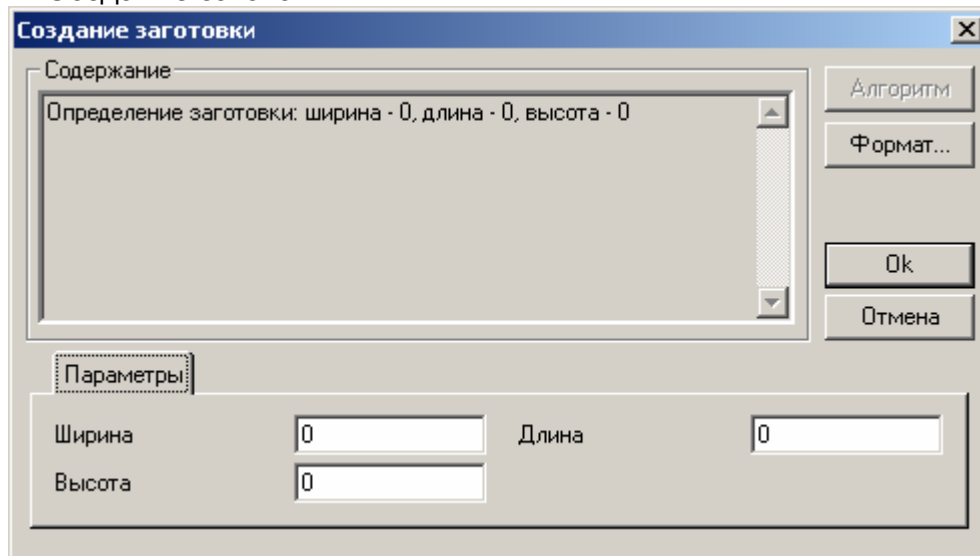 Создание заготовки
Содержание
Определение заготовки: ширина - 0, длина - 0, высота - 0
Алгоритм
Формат...
Ok
Отмена
Параметры
Ширина 0 Длина 0
Высота 0